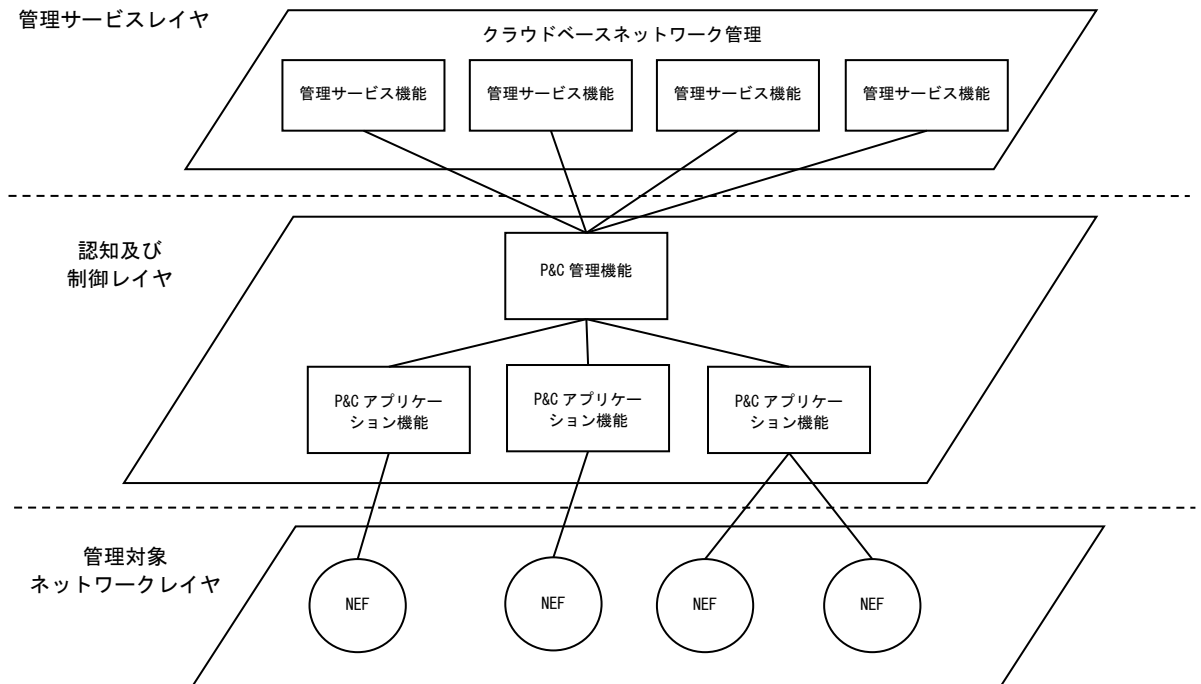 管理サービスレイヤ
クラウドベースネットワーク管理
管理サービス機能
管理サービス機能
管理サービス機能
管理サービス機能
認知及び
制御レイヤ
P&C 管理機能
P&C アプリケー
ション機能
P&C アプリケー
ション機能
P&C アプリケー
ション機能
管理対象
ネットワークレイヤ
NEF
NEF
NEF
NEF